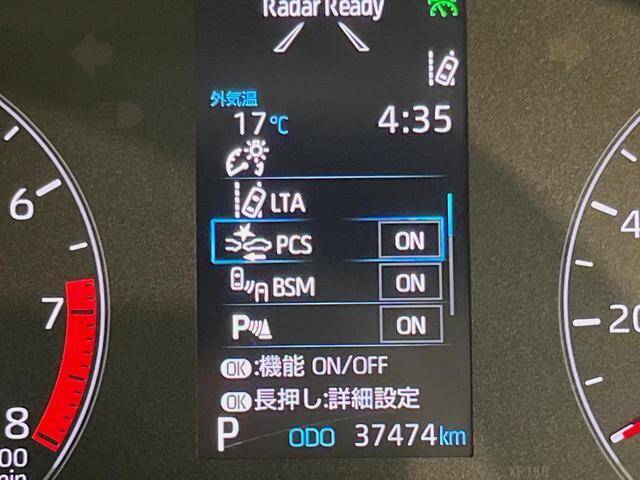 Radar Ready
外気温
17℃ 4:35
LTA
PCS ON
BSM ON
P ON
OK:機能 ON/OFF
OK長押し:詳細設定
P ODO 37474km
6
7
8
4
20